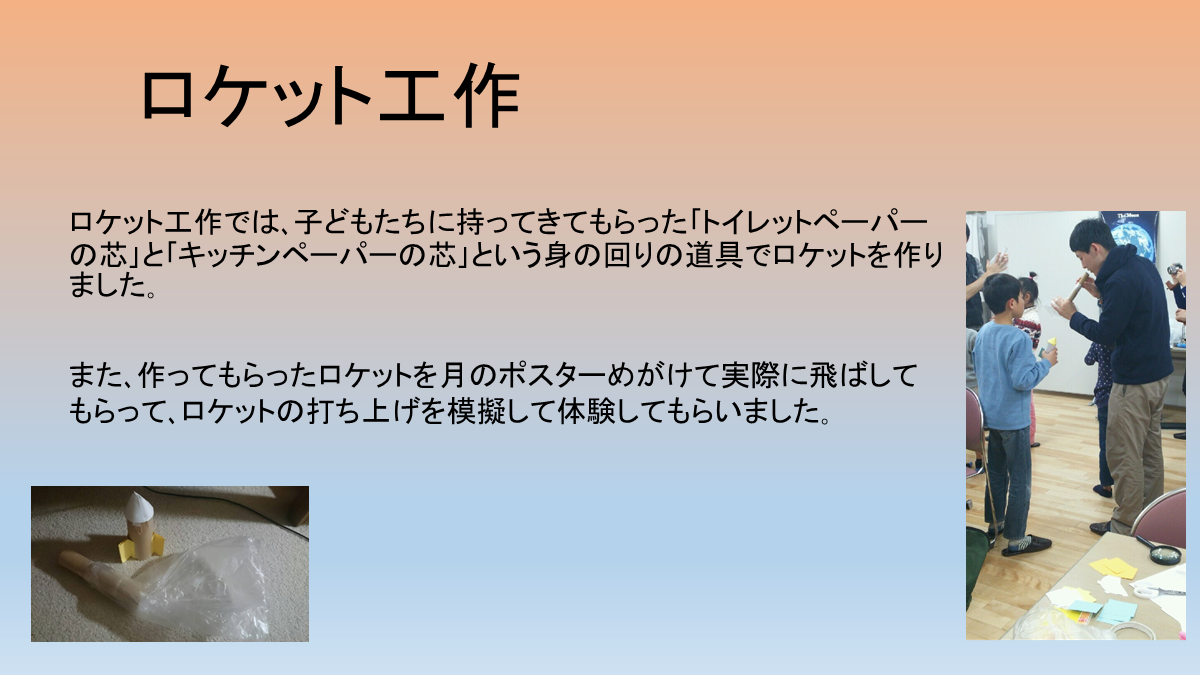 ロケット工作
ロケット工作では、子どもたちに持ってきてもらった「トイレットペーパー
の芯」と「キッチンペーパーの芯」という身の回りの道具でロケットを作り
ました。
また、作ってもらったロケットを月のポスターめがけて実際に飛ばして
もらって、ロケットの打ち上げを模擬して体験してもらいました。
The Moon